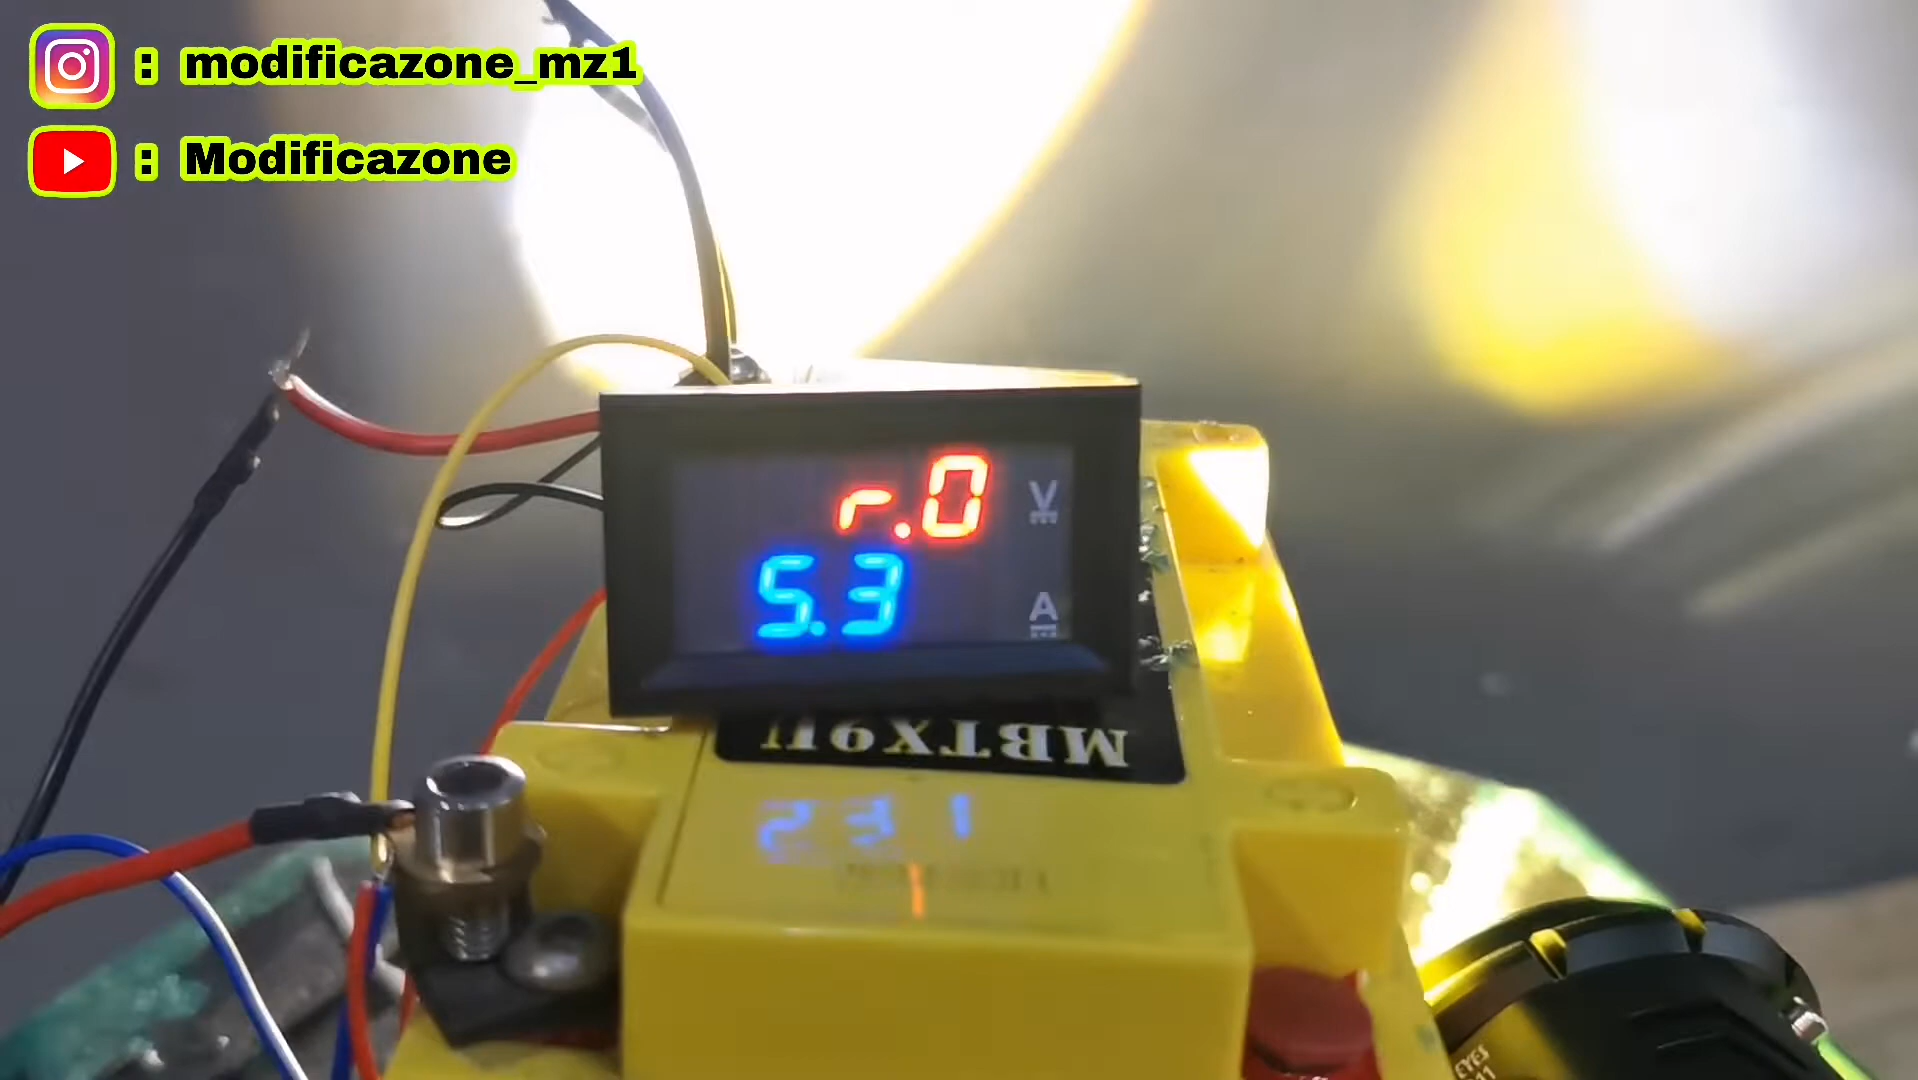 : modificazone_mz1
: Modificazone
r.0 V
5.3 A
MBTX9U